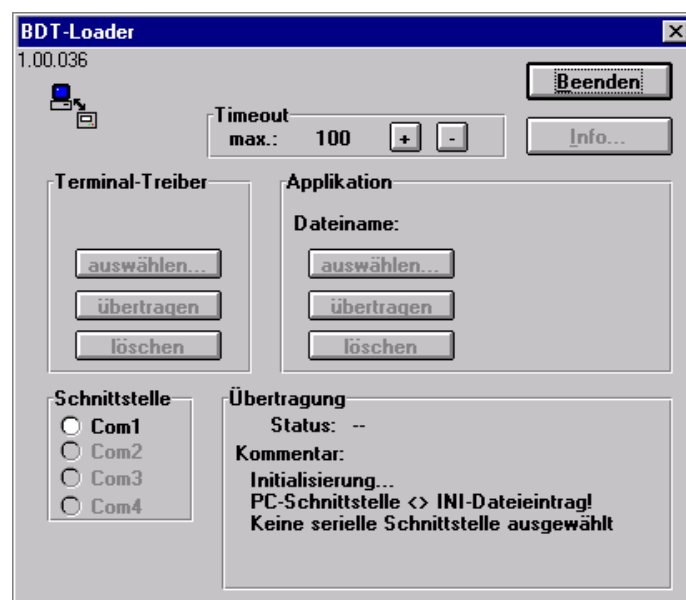 BDT-Loader
1.00.036
Beenden
Timeout
max.: 100 + -
Info...
Terminal-Treiber
auswählen...
übertragen
löschen
Applikation
Dateiname:
auswählen...
übertragen
löschen
Schnittstelle
Com1
Com2
Com3
Com4
Übertragung
Status: --
Kommentar:
Initialisierung...
PC-Schnittstelle <> INI-Dateieintrag!
Keine serielle Schnittstelle ausgewählt